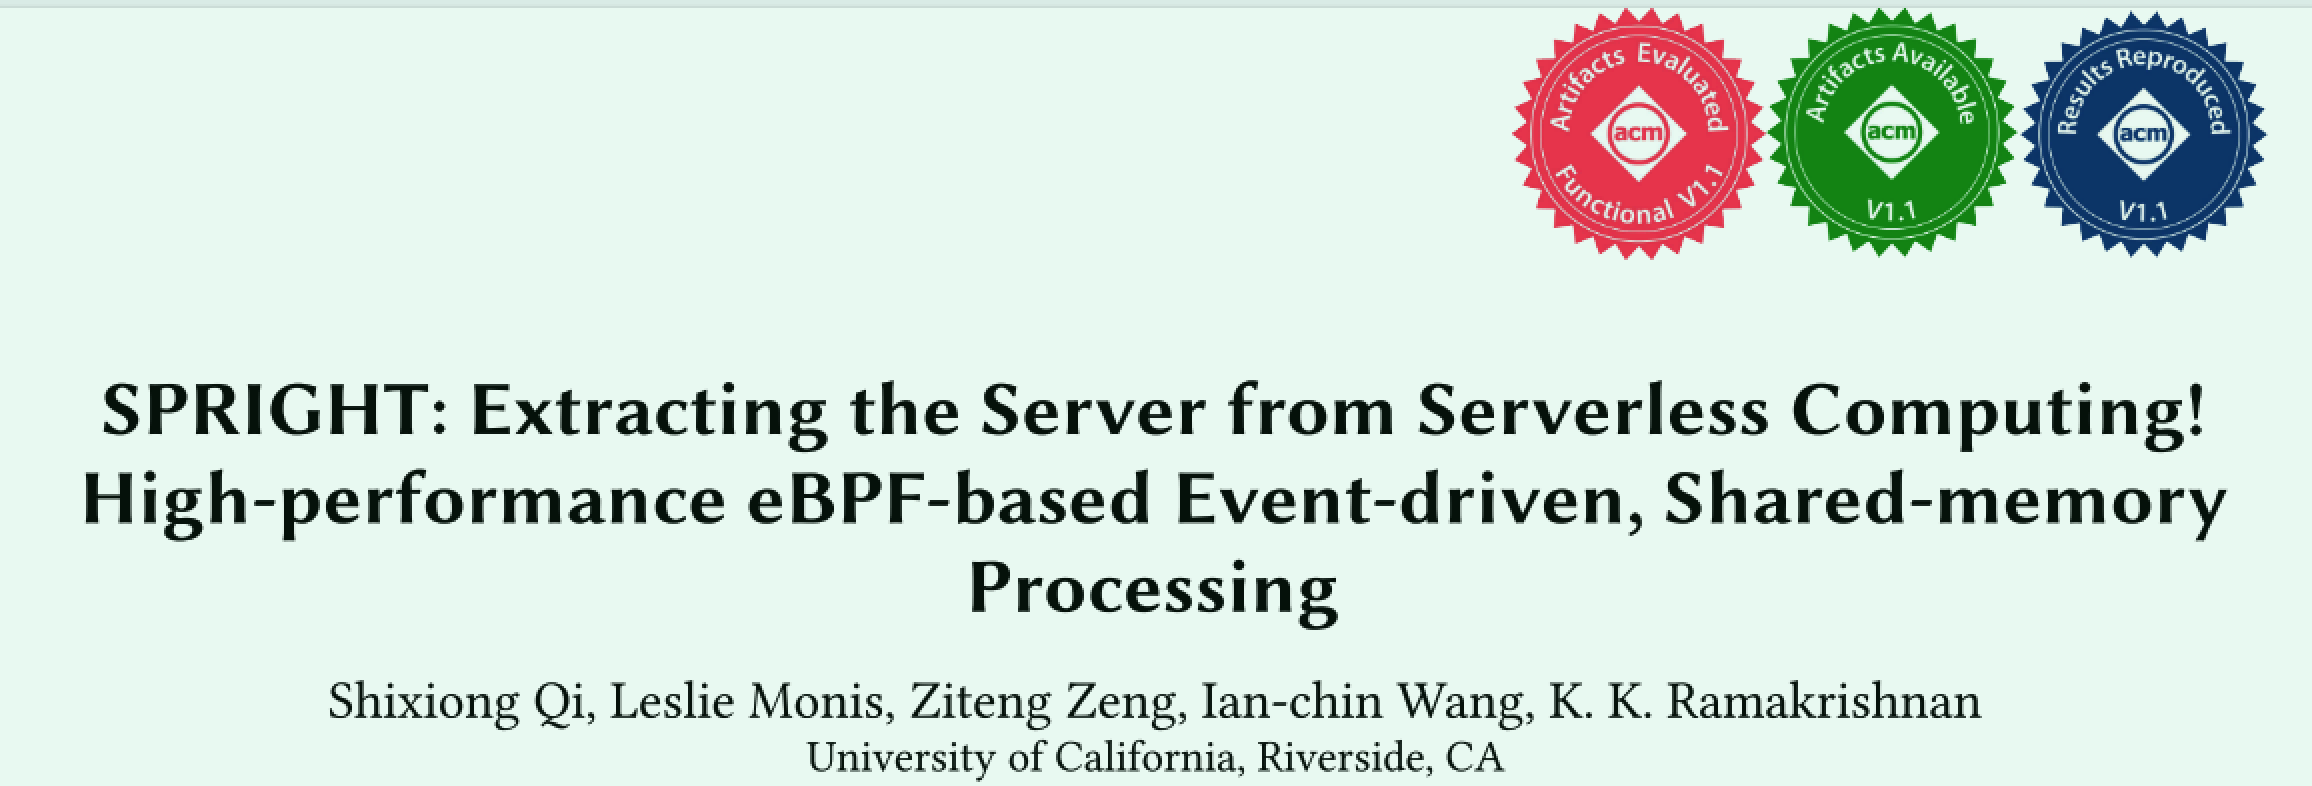 Artifacts Evaluated
acm
Functional V1.1
Artifacts Available
acm
V1.1
Results Reproduced
acm
V1.1
SPRIGHT: Extracting the Server from Serverless Computing!
High-performance eBPF-based Event-driven, Shared-memory
Processing
Shixiong Qi, Leslie Monis, Ziteng Zeng, Ian-chin Wang, K. K. Ramakrishnan
University of California, Riverside, CA